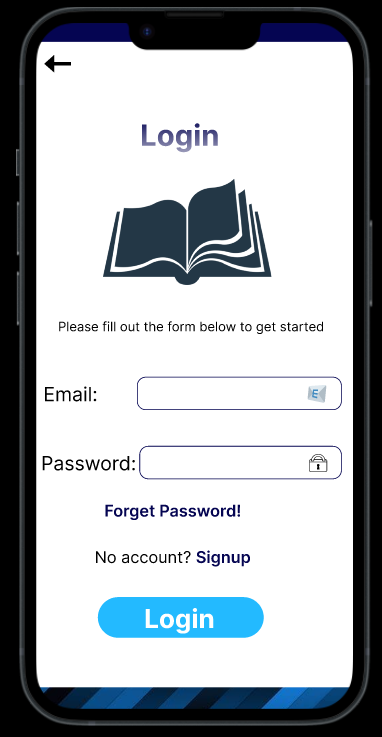 Login
Please fill out the form below to get started
Email:
E
Password:
Forget Password!
No account? Signup
Login